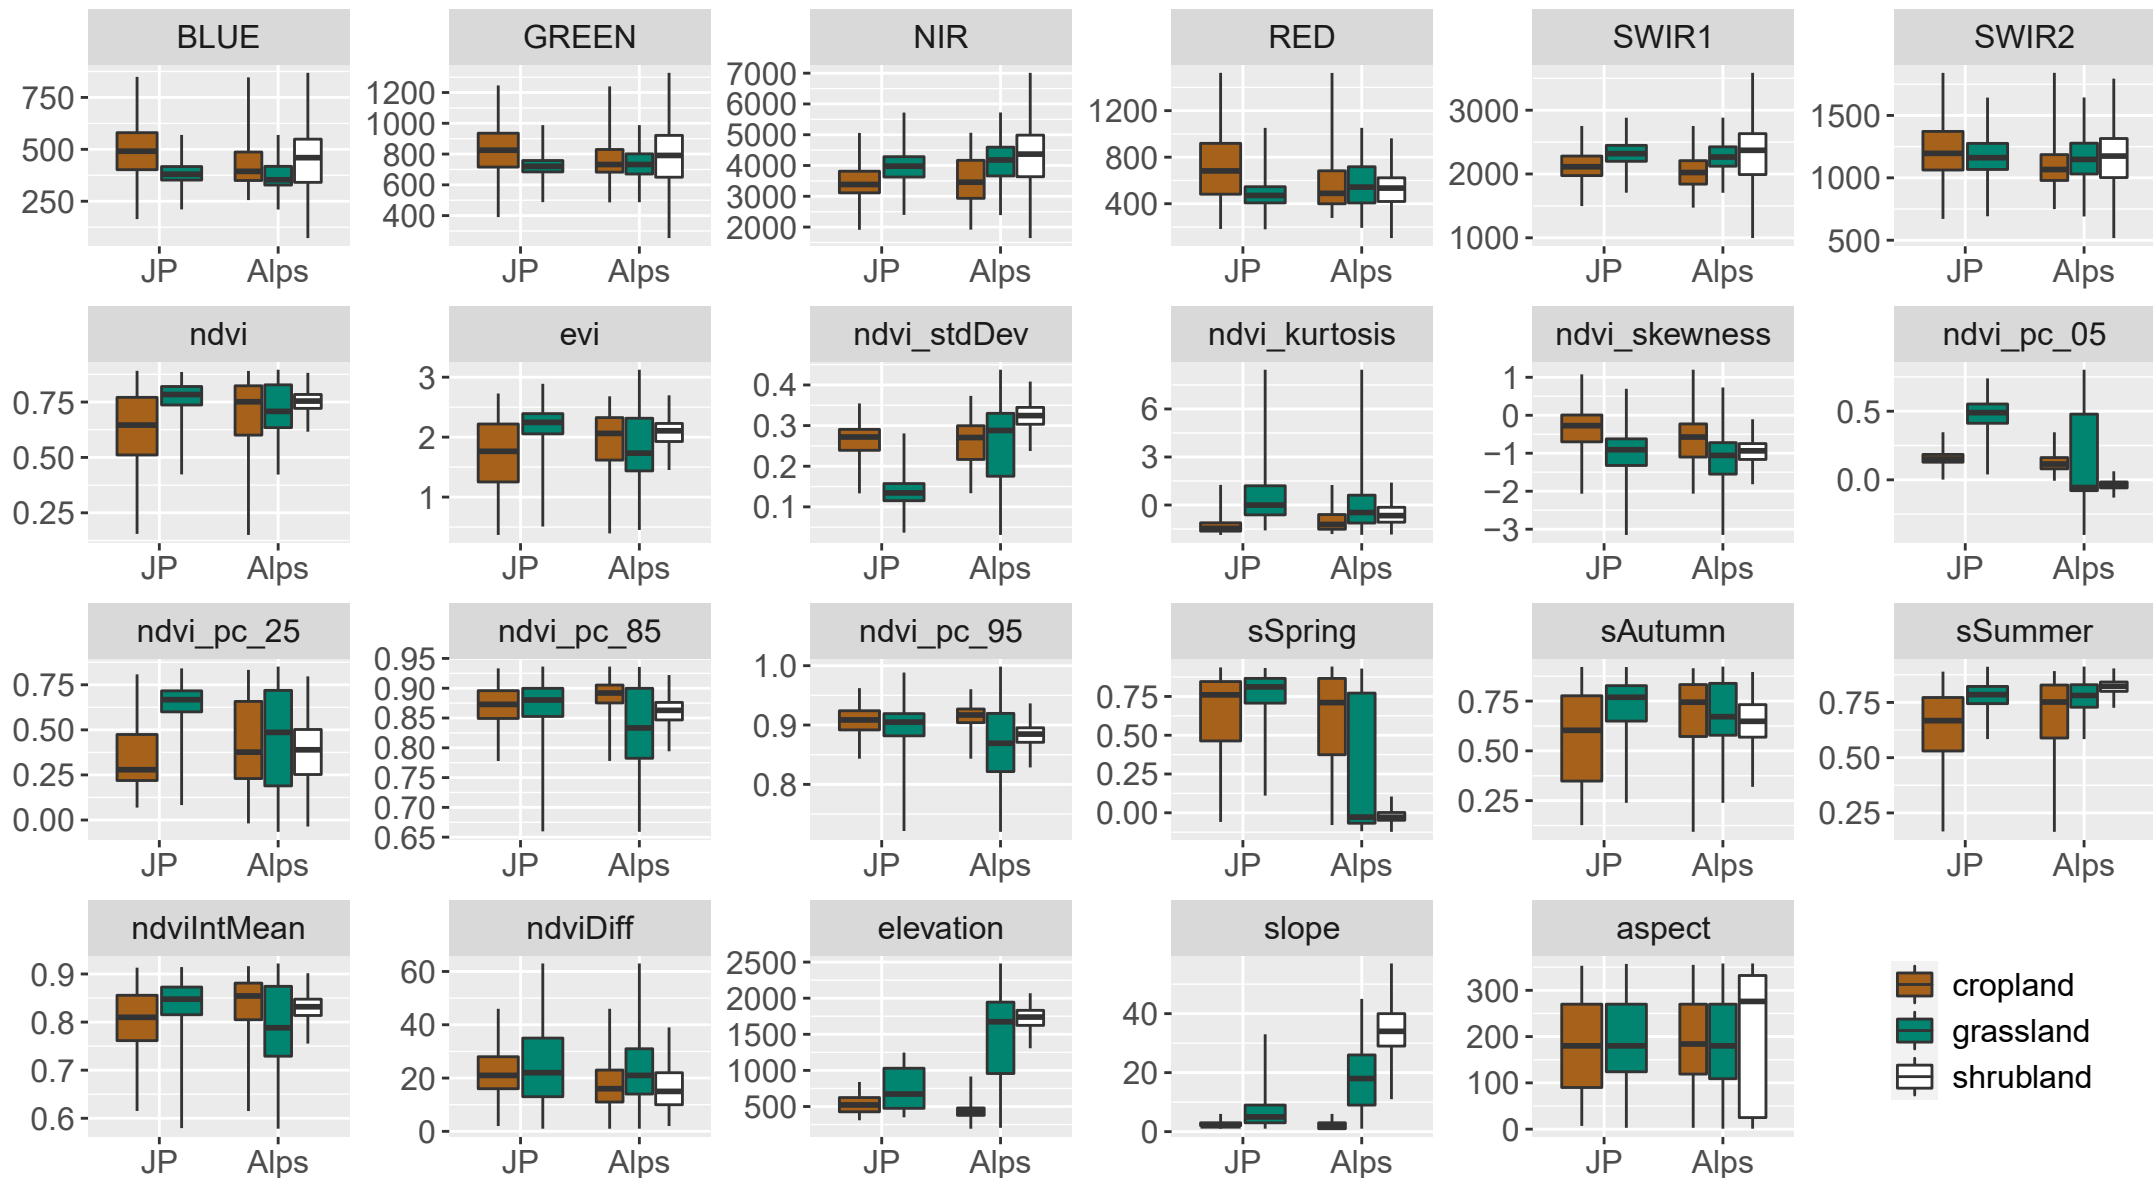 BLUE GREEN NIR RED SWIR1 SWIR2
750 500 250 1200 1000 800 600 400 7000 6000 5000 4000 3000 2000 1200 800 400 3000 2000 1000 1500 1000 500
JP Alps JP Alps JP Alps JP Alps JP Alps JP Alps
ndvi evi ndvi_stdDev ndvi_kurtosis ndvi_skewness ndvi_pc_05
0.75 0.50 0.25 3 2 1 0.4 0.3 0.2 0.1 6 3 0 1 0 −1 −2 −3 0.5 0.0
JP Alps JP Alps JP Alps JP Alps JP Alps JP Alps
ndvi_pc_25 ndvi_pc_85 ndvi_pc_95 sSpring sAutumn sSummer
0.75 0.50 0.25 0.00 0.95 0.90 0.85 0.80 0.75 0.70 0.65 1.0 0.9 0.8 0.75 0.50 0.25 0.00 0.75 0.50 0.25 0.75 0.50 0.25
JP Alps JP Alps JP Alps JP Alps JP Alps JP Alps
ndviIntMean ndviDiff elevation slope aspect
0.9 0.8 0.7 0.6 60 40 20 0 2500 2000 1500 1000 500 40 20 0 300 200 100 0
JP Alps JP Alps JP Alps JP Alps JP Alps
cropland
grassland
shrubland